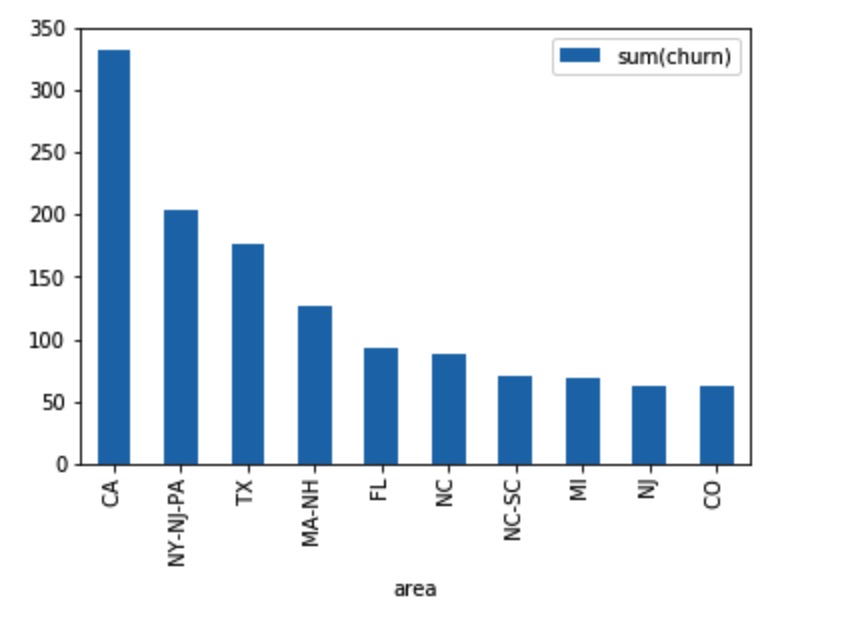 350
300
250
200
150
100
50
0
sum(churn)
CA
NY-NJ-PA
TX
MA-NH
FL
NC
NC-SC
MI
NJ
CO
area